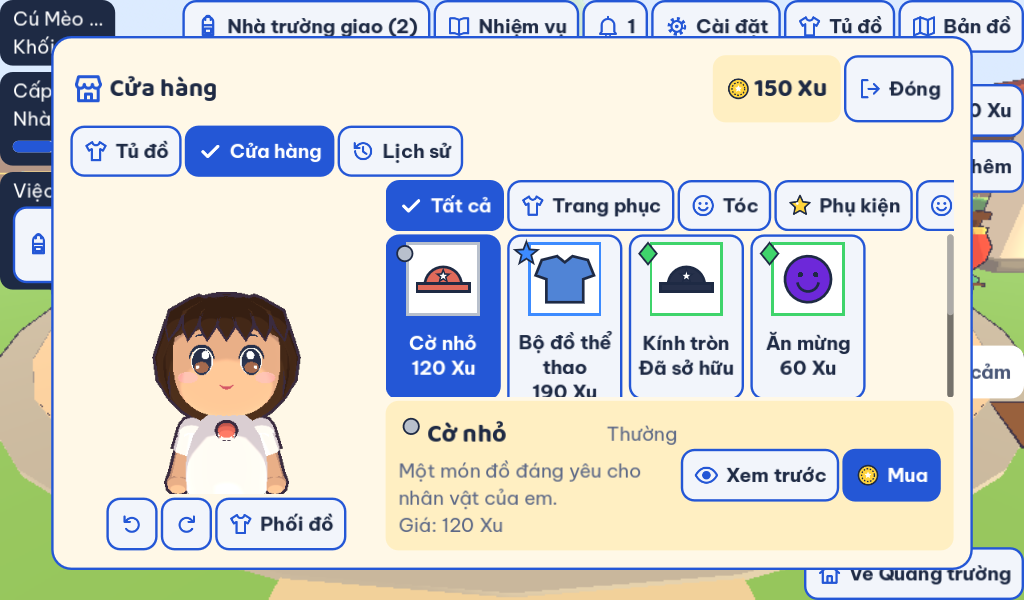 Cú Mèo ...
Khối
Nhà trường giao (2)
Nhiệm vụ
1
Cài đặt
Tủ đồ
Bản đồ
Cấp
Nhà
Việc
Cửa hàng
150 Xu
Đóng
0 Xu
hêm
Tủ đồ
Cửa hàng
Lịch sử
Tất cả
Trang phục
Tóc
Phụ kiện
Cờ nhỏ
120 Xu
Bộ đồ thể
thao
190 Xu
Kính tròn
Đã sở hữu
Ăn mừng
60 Xu
cảm
Cờ nhỏ
Thường
Một món đồ đáng yêu cho
nhân vật của em.
Giá: 120 Xu
Xem trước
Mua
Phối đồ
Về Quảng trường